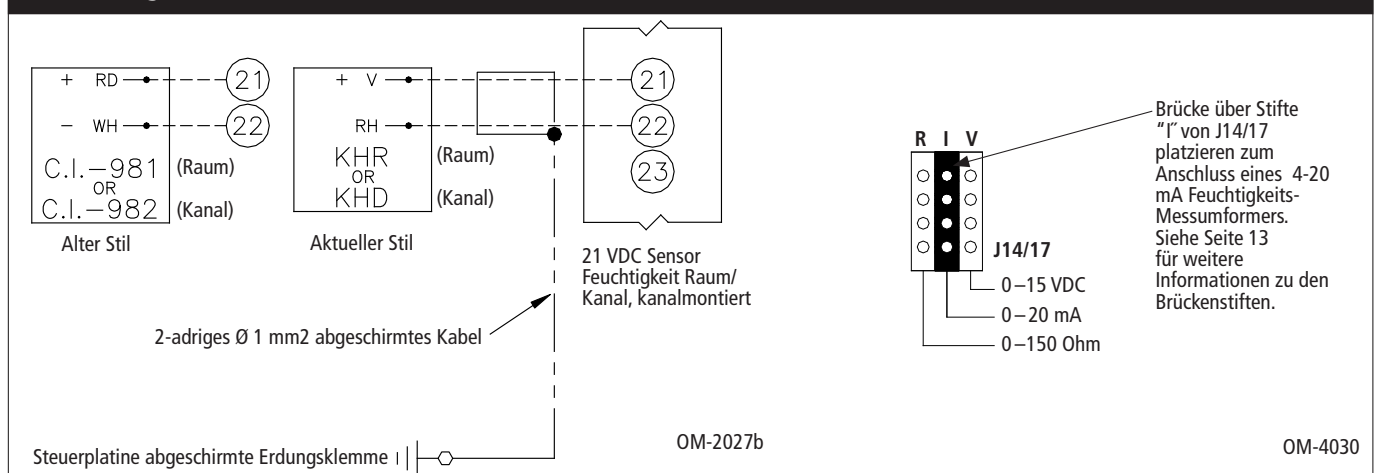 + RD
21
- WH
22
C.I.-981
OR
C.I.-982
(Raum)
(Kanal)
Alter Stil
+ V
RH
KHR
OR
KHD
(Raum)
(Kanal)
Aktueller Stil
21
22
23
21 VDC Sensor
Feuchtigkeit Raum/
Kanal, kanalmontiert
2-adriges Ø 1 mm2 abgeschirmtes Kabel
Steuerplatine abgeschirmte Erdungsklemme
OM-2027b
R I V
J14/17
0–15 VDC
0–20 mA
0–150 Ohm
Brücke über Stifte
"I" von J14/17
platzieren zum
Anschluss eines 4-20
mA Feuchtigkeits-
Messumformers.
Siehe Seite 13
für weitere
Informationen zu den
Brückenstiften.
OM-4030